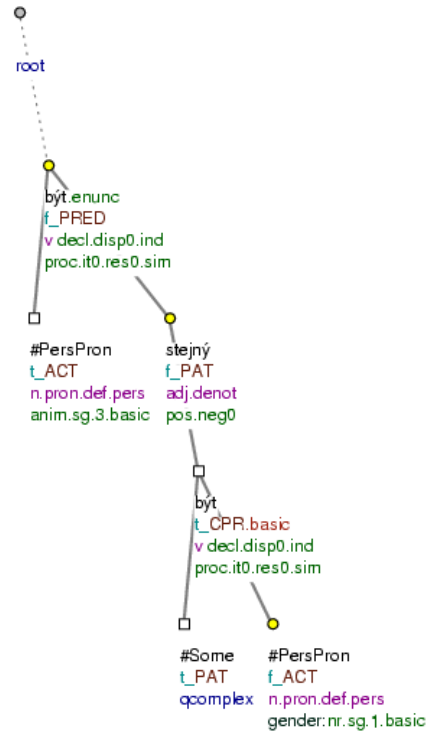 root
být.enunc
f_PRED
v decl.disp0.ind
proc.it0.res0.sim
#PersPron
t_ACT
n.pron.def.pers
anim.sg.3.basic
stejný
f_PAT
adj.denot
pos.neg0
být
t_CPR.basic
v decl.disp0.ind
proc.it0.res0.sim
#Some
t_PAT
qcomplex
#PersPron
f_ACT
n.pron.def.pers
gender:nr.sg.1.basic